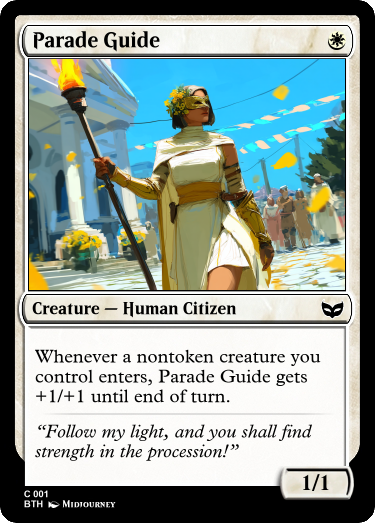 Parade Guide
Creature — Human Citizen
Whenever a nontoken creature you
control enters, Parade Guide gets
+1/+1 until end of turn.
“Follow my light, and you shall find
strength in the procession!”
1/1
C 001
BTH Midjourney